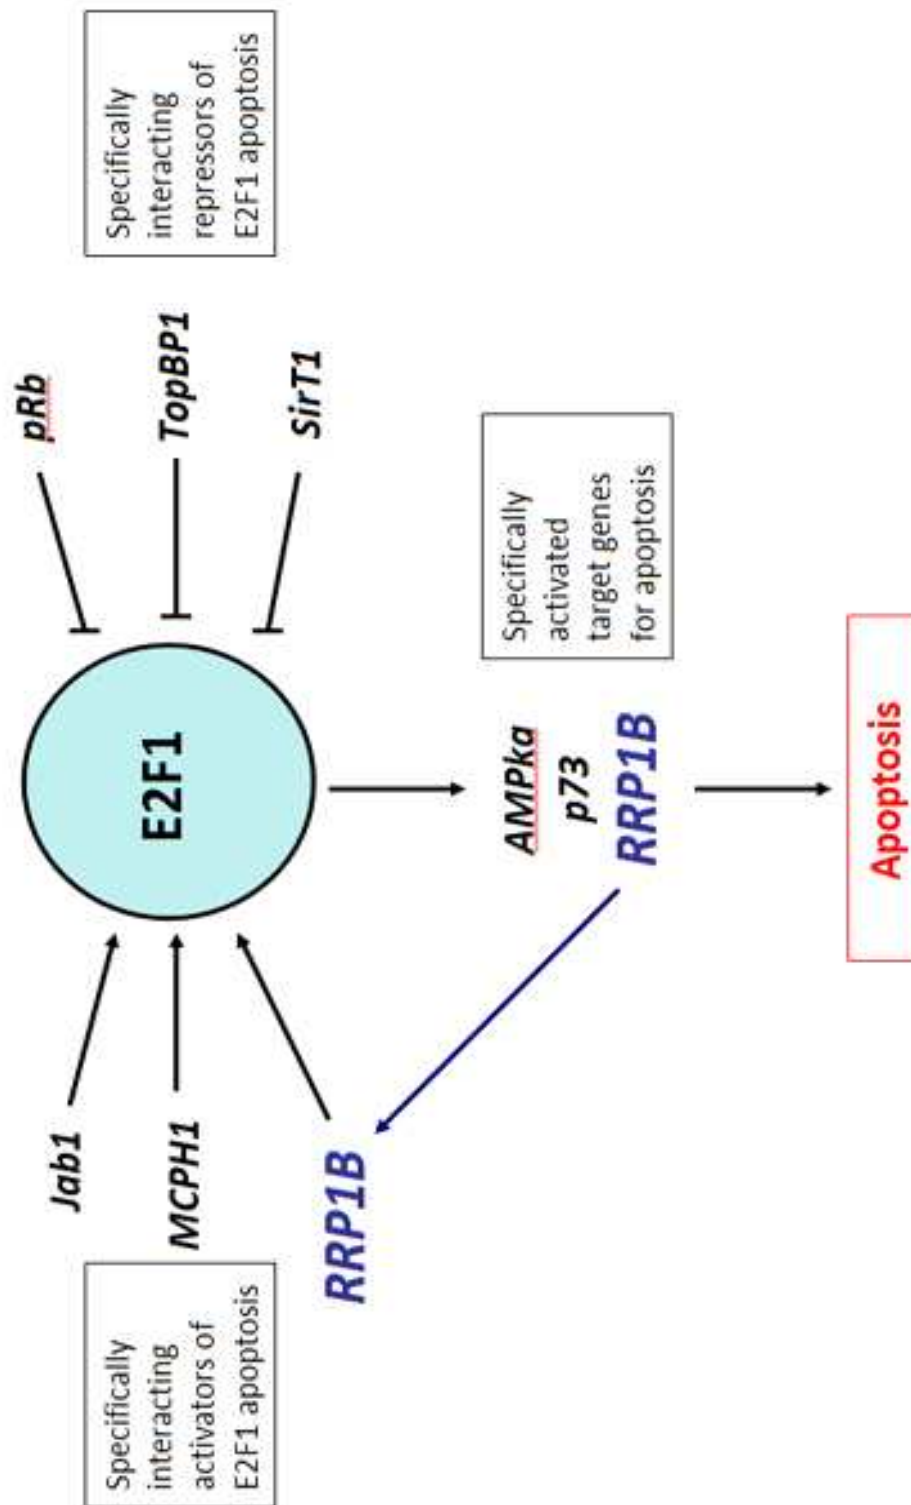 Specifically
interacting
activators of
E2F1 apoptosis
Jab1
MCPH1
RRP1B
E2F1
pRb
TopBP1
SirT1
Specifically
interacting
repressors of
E2F1 apoptosis
AMPka
p73
RRP1B
Specifically
activated
target genes
for apoptosis
Apoptosis